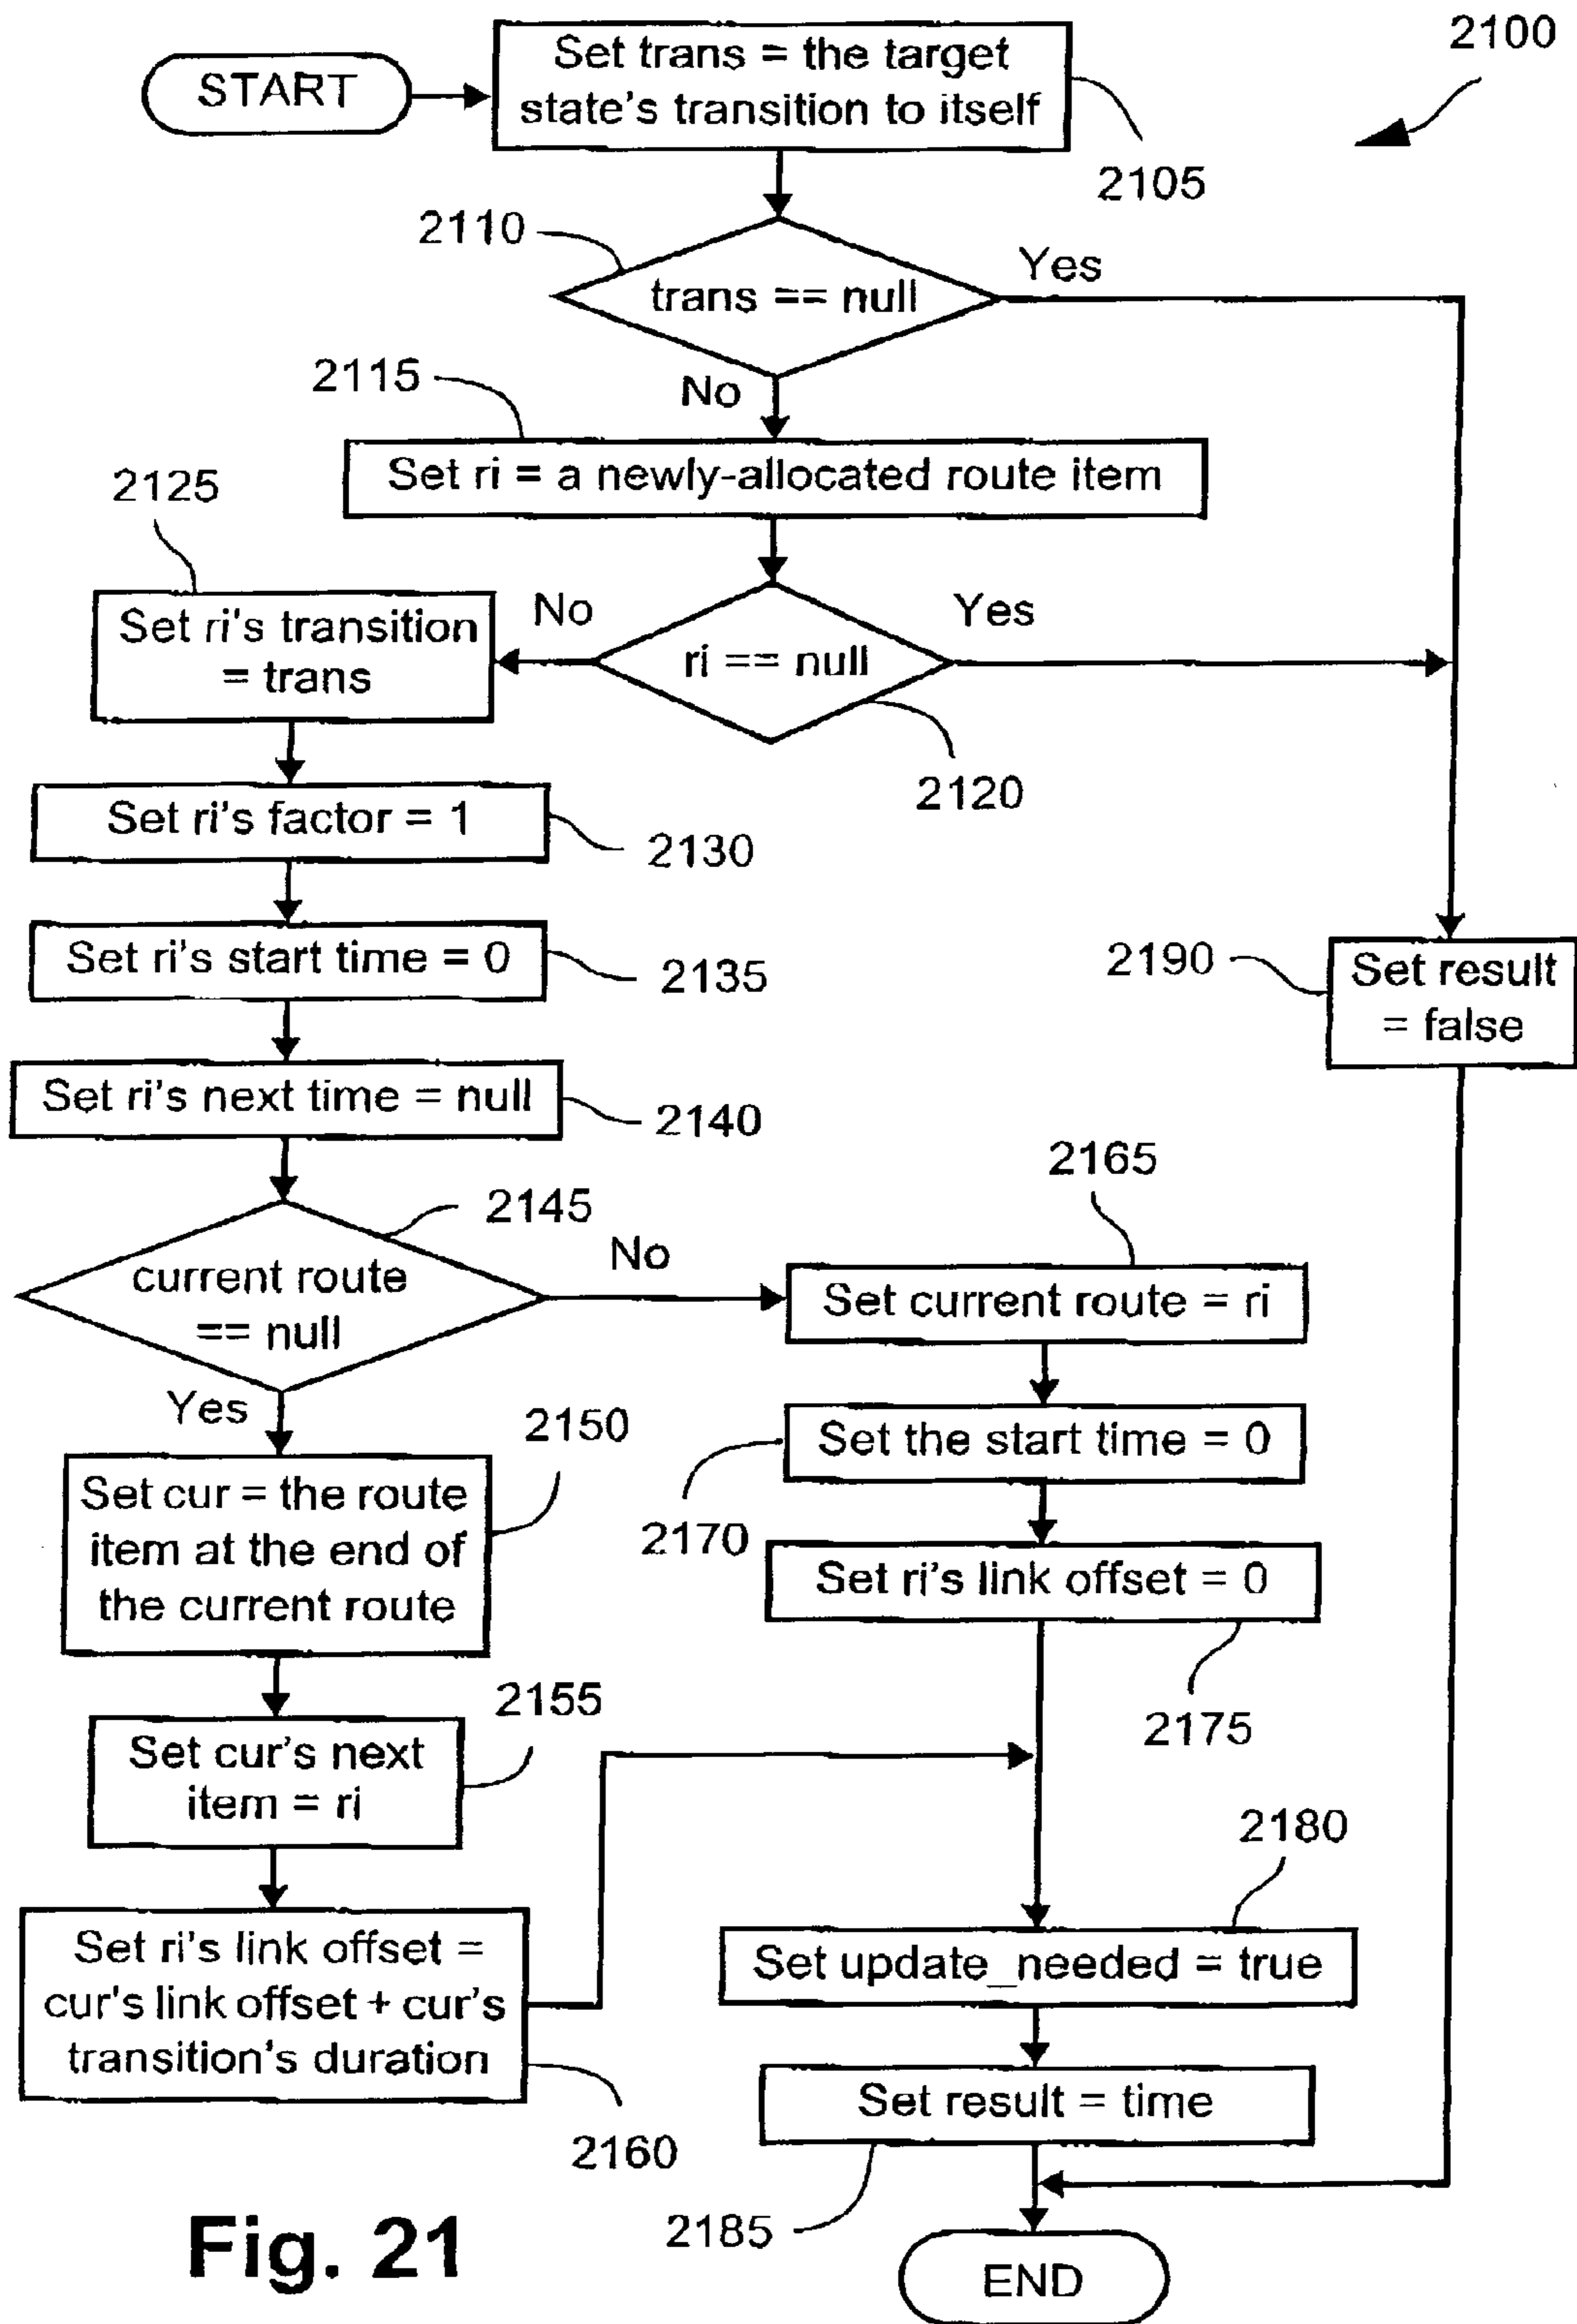 2100
START
Set trans = the target
state's transition to itself
2105
2110
trans == null
Yes
No
2115
Set ri = a newly-allocated route item
2125
Set ri's transition
= trans
No
ri == null
Yes
2120
Set ri's factor = 1
2130
Set ri's start time = 0
2135
2190
Set result
= false
Set ri's next time = null
2140
2145
current route
== null
No
Yes
2165
Set current route = ri
Set the start time = 0
2170
Set ri's link offset = 0
2175
2150
Set cur = the route
item at the end of
the current route
2155
Set cur's next
item = ri
Set ri's link offset =
cur's link offset + cur's
transition's duration
2160
2180
Set update_needed = true
Set result = time
2185
END
Fig. 21